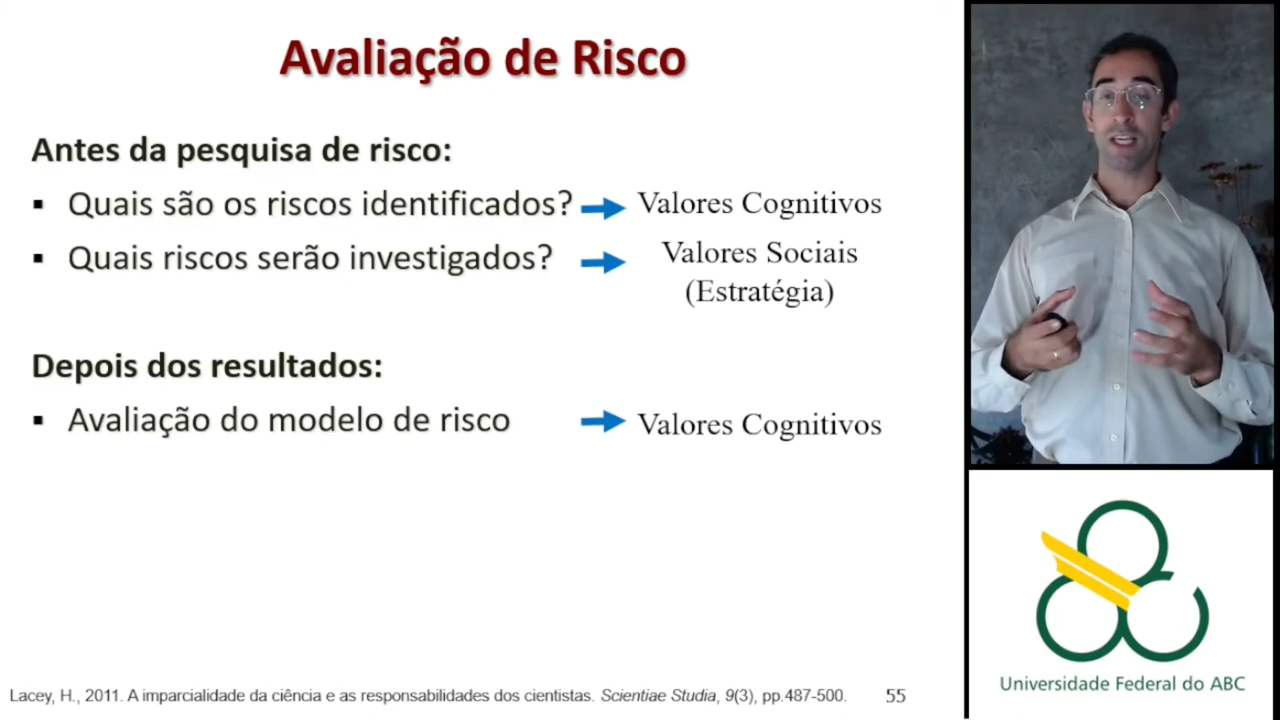 Avaliação de Risco
Antes da pesquisa de risco:
▪ Quais são os riscos identificados? Valores Cognitivos
▪ Quais riscos serão investigados? Valores Sociais
(Estratégia)
Depois dos resultados:
▪ Avaliação do modelo de risco Valores Cognitivos
Universidade Federal do ABC
Lacey, H., 2011. A imparcialidade da ciência e as responsabilidades dos cientistas. Scientiae Studia, 9(3), pp.487-500. 55